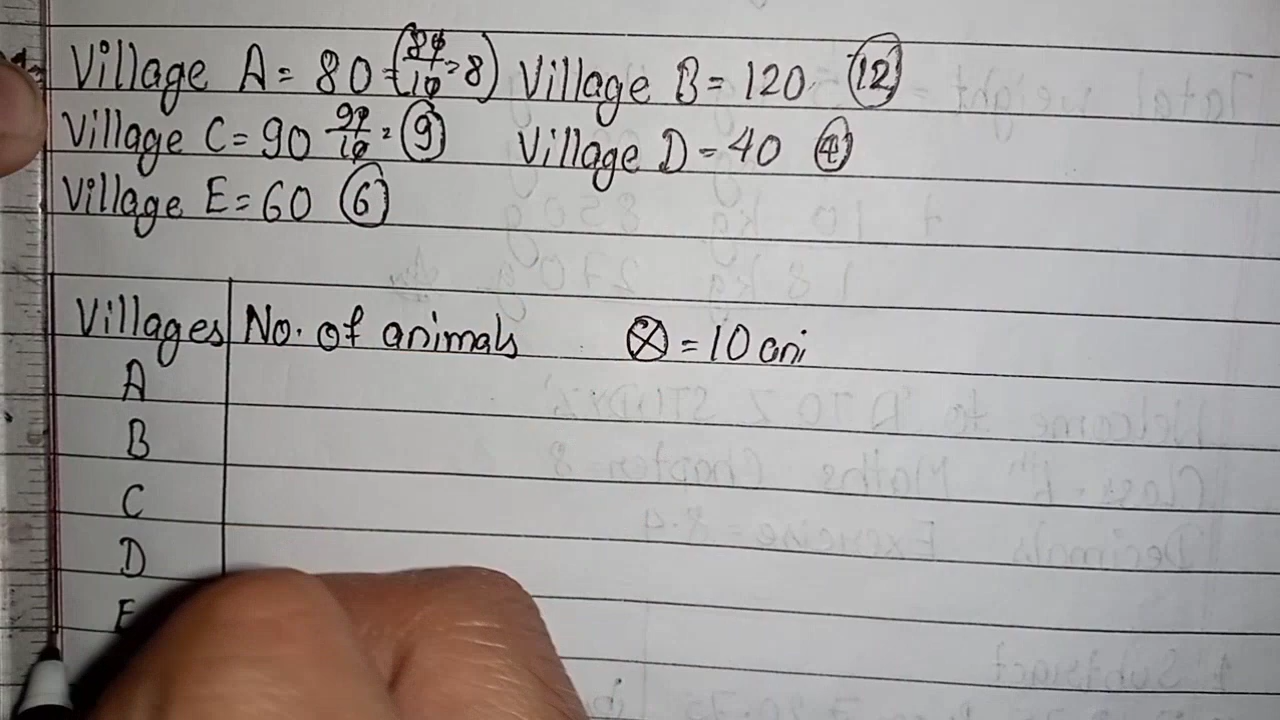 Village A = 80 = (80/10 = 8) Village B = 120 12
Village C = 90 90/10 = 9 Village D = 40 4
Village E = 60 6
Villages No. of animals ⊗ = 10 ani
A
B
C
D
E